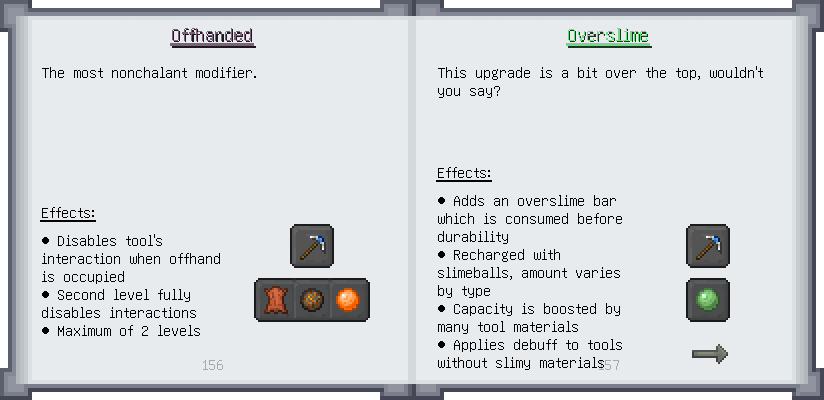 Offhanded
The most nonchalant modifier.
Effects:
• Disables tool's
interaction when offhand
is occupied
• Second level fully
disables interactions
• Maximum of 2 levels
156
Overslime
This upgrade is a bit over the top, wouldn't
you say?
Effects:
• Adds an overslime bar
which is consumed before
durability
• Recharged with
slimeballs, amount varies
by type
• Capacity is boosted by
many tool materials
• Applies debuff to tools
without slimy materials
157